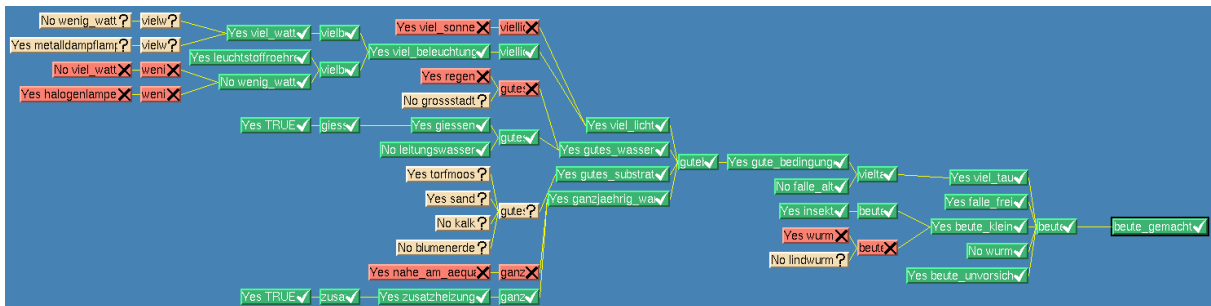 No wenig_watt
vielw
Yes viel_watt
vielb
Yes metalldampflamp
vielw
Yes leuchtstoffroehre
No viel_watt
weni
No wenig_watt
vielb
Yes halogenlampe
weni
Yes viel_sonne
viellic
Yes viel_beleuchtung
viellic
Yes regen
gutes
No grossstadt
Yes TRUE
giess
Yes giessen
gutes
No leitungswasser
Yes viel_licht
Yes gutes_wasser
Yes torfmoos
Yes sand
No kalk
No blumenerde
gutes
Yes gutes_substrat
Yes ganzjaehrig_wa
Yes nahe_am_aequa
ganz
Yes TRUE
zusa
Yes zusatzheizung
ganz
gutel
Yes gute_bedingung
No falle_alt
vielta
Yes viel_tau
Yes falle_frei
Yes insekt
beute
Yes beute_klein
Yes wurm
No lindwurm
beute
No wurm
Yes beute_unvorsich
beute
beute_gemacht